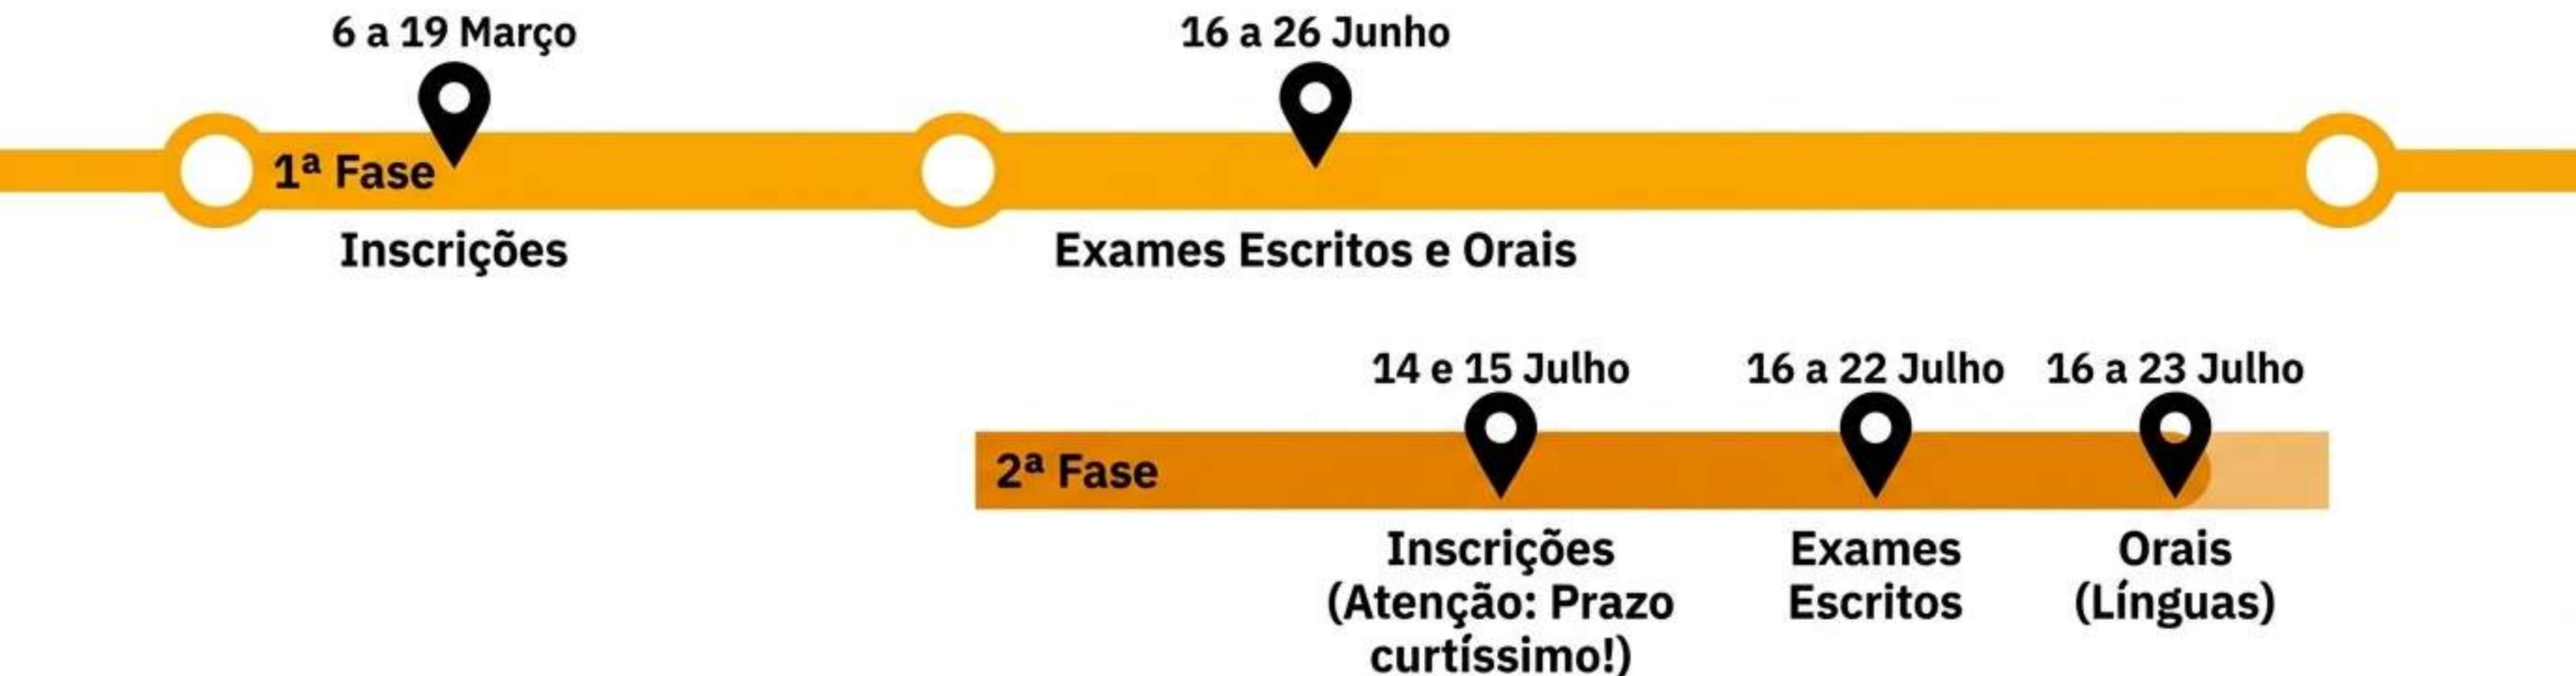 6 a 19 Março
16 a 26 Junho
1ª Fase
Inscrições
Exames Escritos e Orais
14 e 15 Julho
16 a 22 Julho
16 a 23 Julho
2ª Fase
Inscrições
(Atenção: Prazo
curtíssimo!)
Exames
Escritos
Orais
(Línguas)